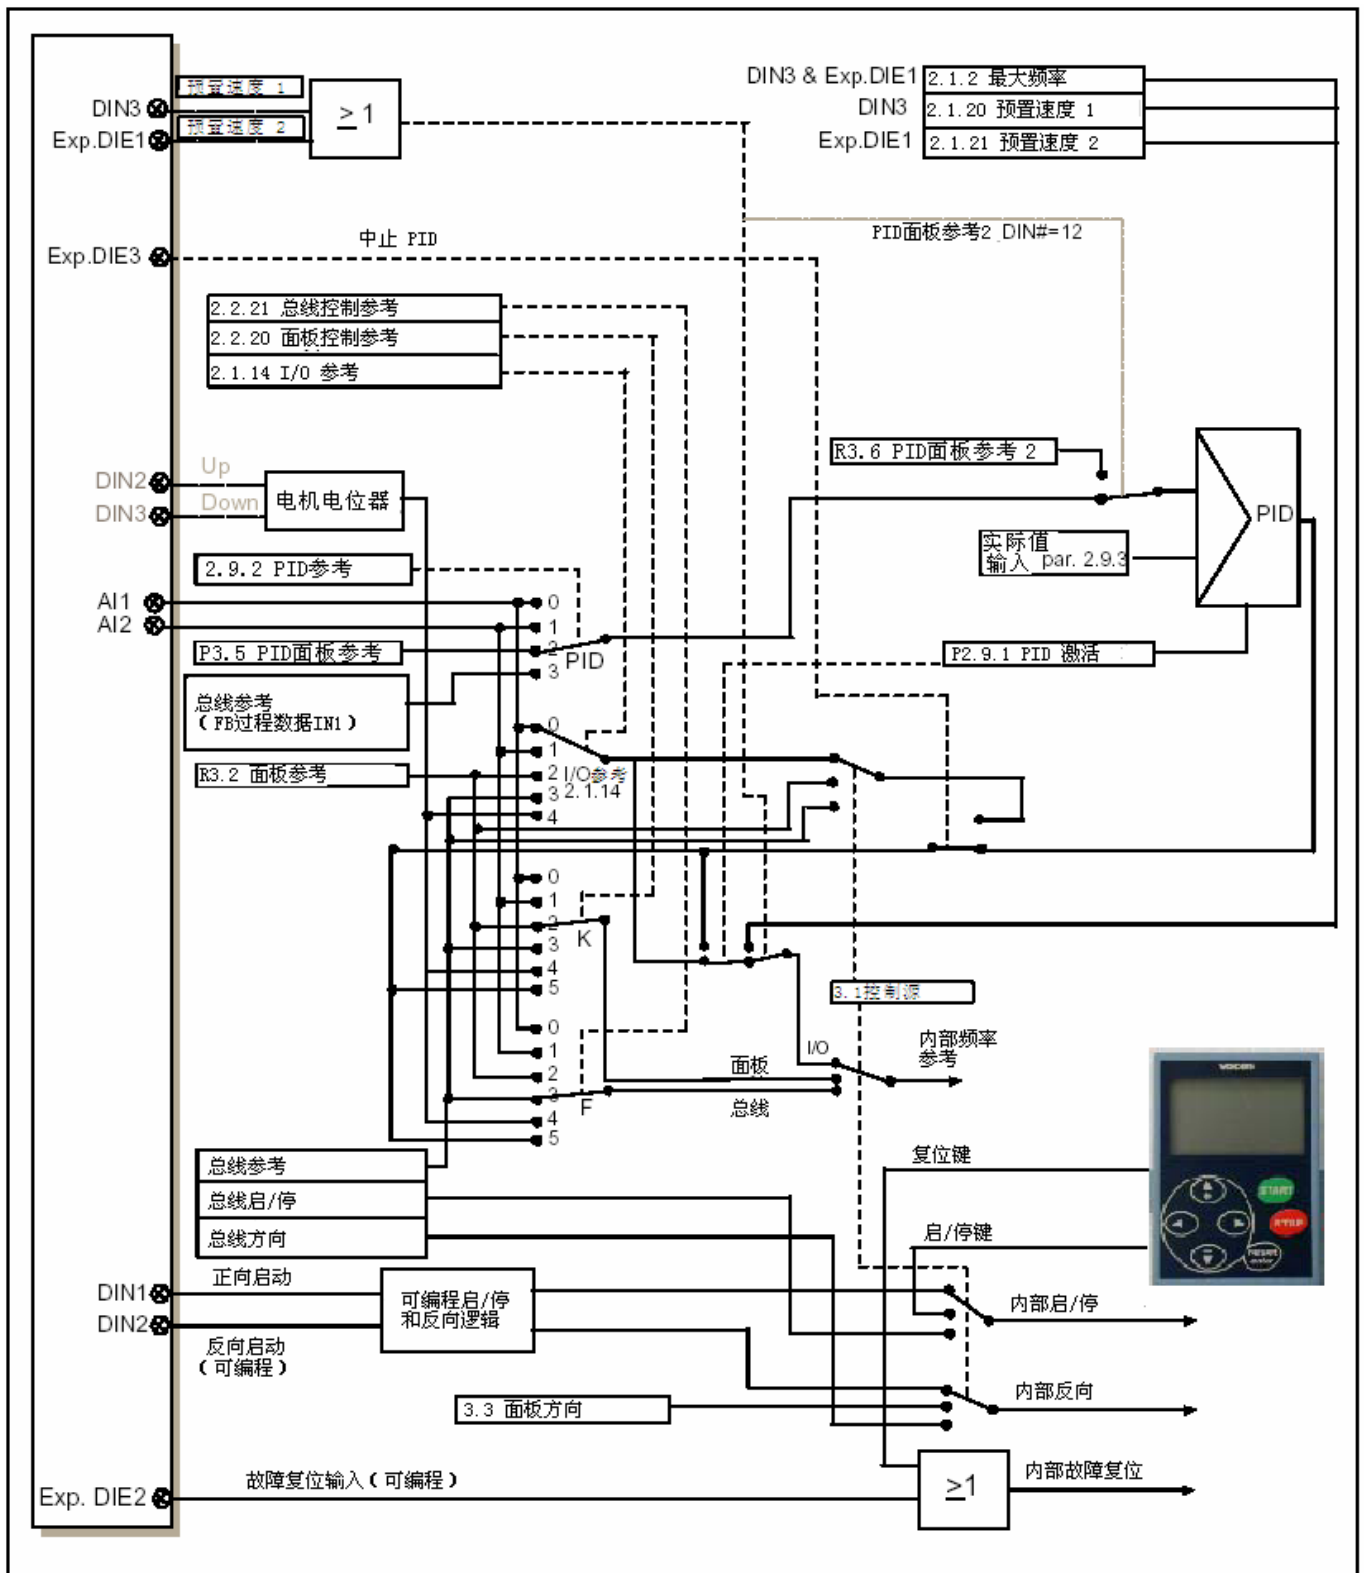 预置速度 1
DIN3
≥1
预置速度 2
Exp.DIE1
DIN3 & Exp.DIE1
2.1.2 最大频率
DIN3
2.1.20 预置速度 1
Exp.DIE1
2.1.21 预置速度 2
PID面板参考2 DIN#=12
中止 PID
Exp.DIE3
2.2.21 总线控制参考
2.2.20 面板控制参考
2.1.14 I/O 参考
R3.6 PID面板参考 2
Up
DIN2
Down
DIN3
电机电位器
PID
实际值
输入 par. 2.9.3
2.9.2 PID参考
AI1
AI2
0
1
2
3
PID
P3.5 PID面板参考
P2.9.1 PID 激活
总线参考
（FB过程数据IN1）
R3.2 面板参考
0
1
2
3
4
I/O参考
2.1.14
0
1
2
3
4
5
K
3.1控制源
0
1
2
3
4
5
F
I/O
面板
总线
内部频率
参考
VACON
总线参考
总线启/停
总线方向
复位键
启/停键
START
STOP
DIN1
正向启动
DIN2
反向启动
（可编程）
可编程启/停
和反向逻辑
内部启/停
3.3 面板方向
内部反向
Exp. DIE2
故障复位输入（可编程）
≥1
内部故障复位